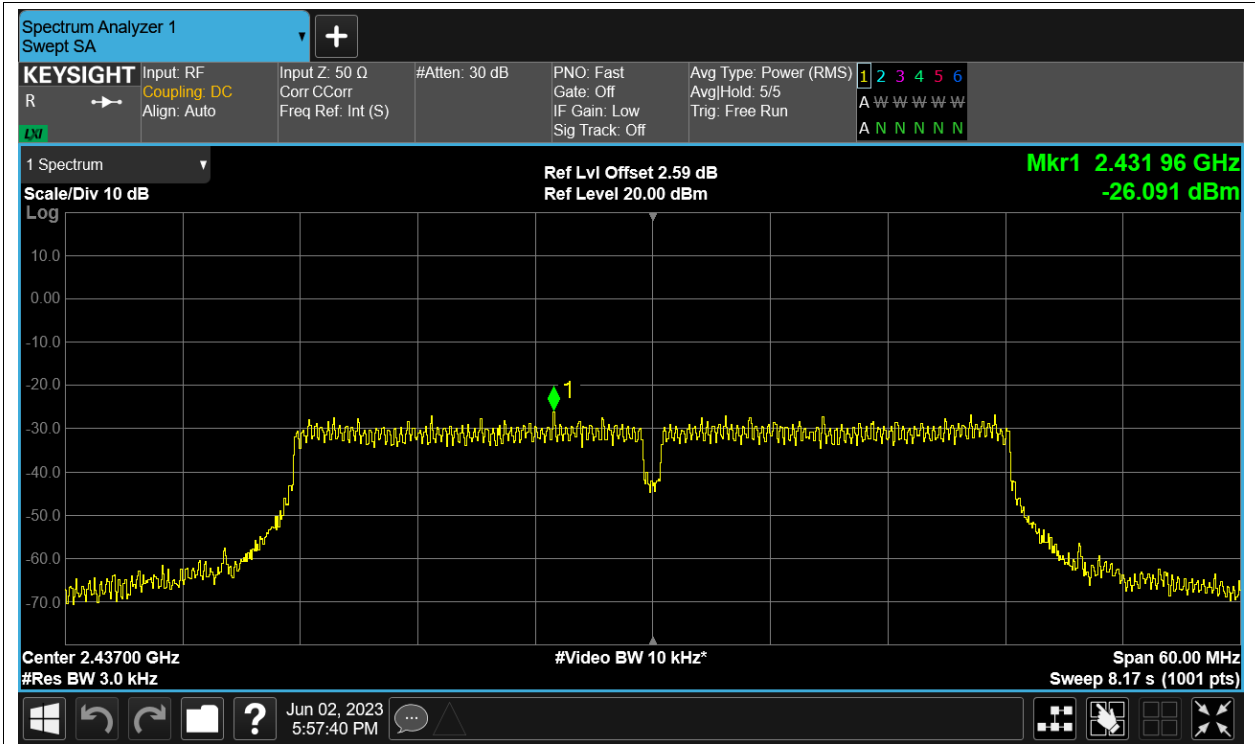 Spectrum Analyzer 1
Swept SA
KEYSIGHT
R
LXI
Input: RF
Coupling: DC
Align: Auto
Input Z: 50 Ω
Corr CCorr
Freq Ref: Int (S)
#Atten: 30 dB
PNO: Fast
Gate: Off
IF Gain: Low
Sig Track: Off
Avg Type: Power (RMS)
Avg|Hold: 5/5
Trig: Free Run
1 2 3 4 5 6
A W W W W W
A N N N N N
1 Spectrum
Scale/Div 10 dB
Log
Ref Lvl Offset 2.59 dB
Ref Level 20.00 dBm
Mkr1 2.431 96 GHz
-26.091 dBm
10.0
0.00
-10.0
-20.0
-30.0
-40.0
-50.0
-60.0
-70.0
1
Center 2.43700 GHz
#Res BW 3.0 kHz
#Video BW 10 kHz*
Span 60.00 MHz
Sweep 8.17 s (1001 pts)
?
Jun 02, 2023
5:57:40 PM